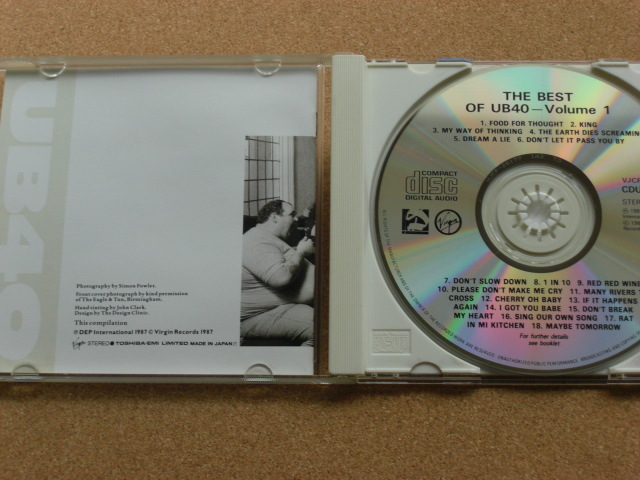 UB40
Photography by Simon Fowler.
Front cover photograph by kind permission
of The Eagle & Tun, Birmingham.
Hand-tinting by John Clark.
Design by The Design Clinic.
This compilation
℗ DEP International 1987 © Virgin Records 1987
Virgin STEREO ● TOSHIBA-EMI LIMITED MADE IN JAPAN
THE BEST
OF UB40—Volume 1
1. FOOD FOR THOUGHT 2. KING
3. MY WAY OF THINKING 4. THE EARTH DIES SCREAMING
5. DREAM A LIE 6. DON'T LET IT PASS YOU BY
COMPACT
disc
DIGITAL AUDIO
Virgin
VJCP
CDU
STER
7. DON'T SLOW DOWN 8. 1 IN 10 9. RED RED WINE
10. PLEASE DON'T MAKE ME CRY 11. MANY RIVERS T
CROSS 12. CHERRY OH BABY 13. IF IT HAPPENS
AGAIN 14. I GOT YOU BABE 15. DON'T BREAK
MY HEART 16. SING OUR OWN SONG 17. RAT
IN MI KITCHEN 18. MAYBE TOMORROW
For further details
see booklet